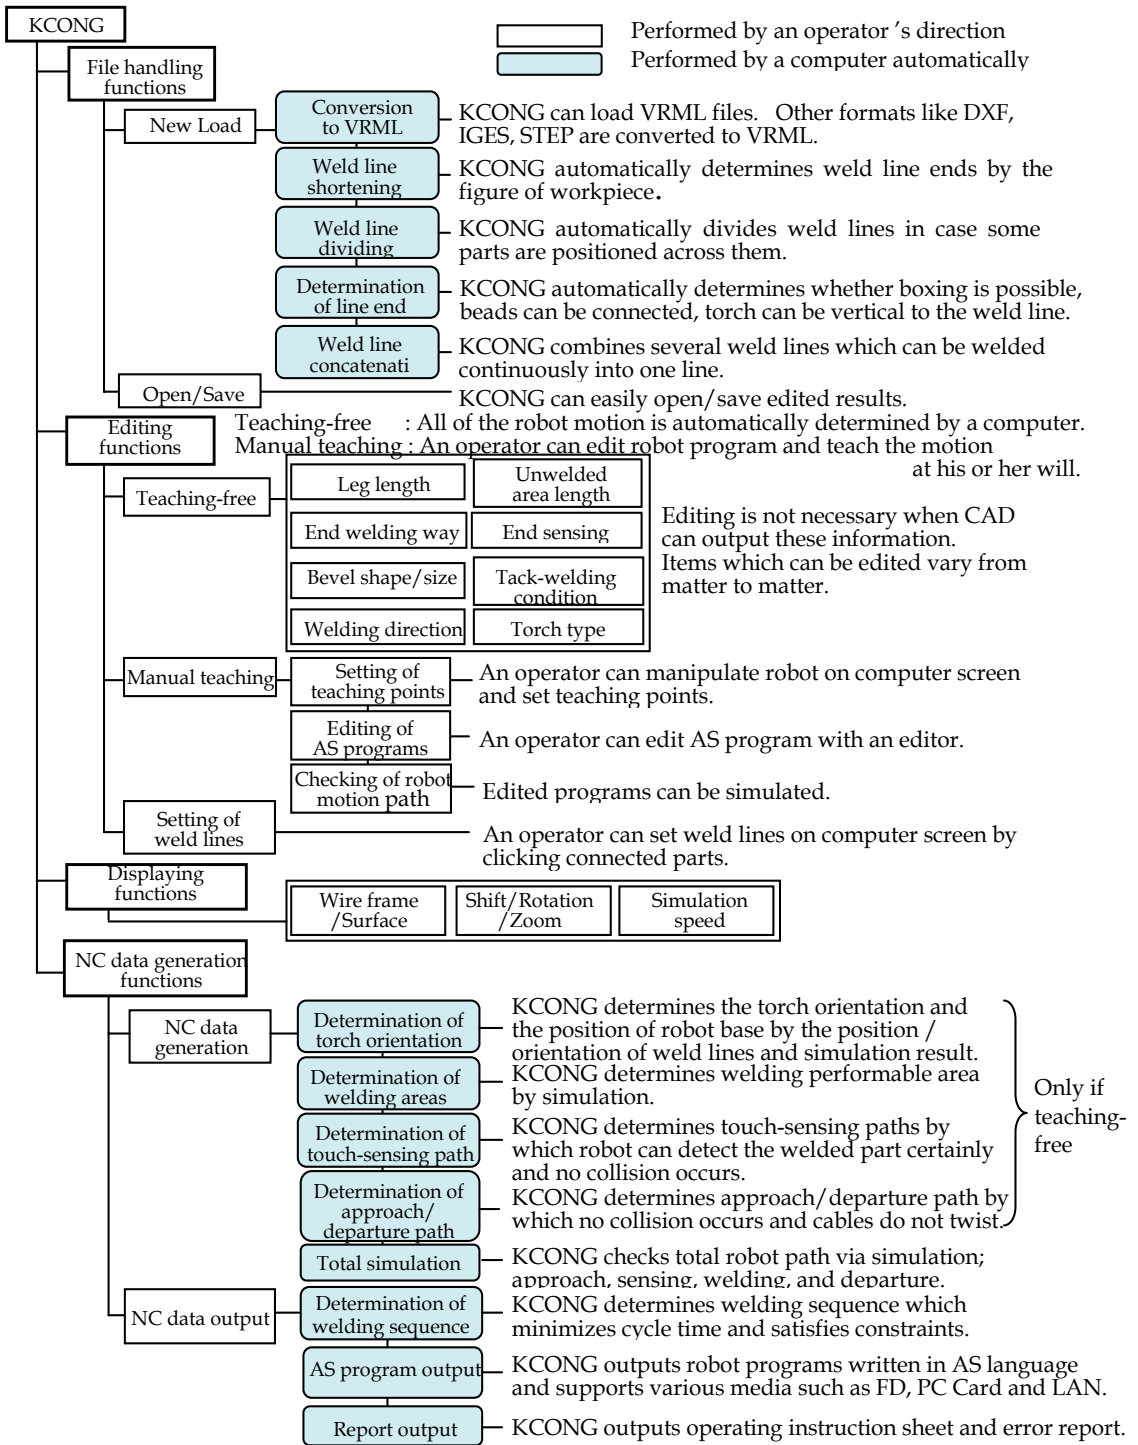 KCONG
Performed by an operator 's direction
Performed by a computer automatically
File handling
functions
New Load
Conversion
to VRML
KCONG can load VRML files. Other formats like DXF,
IGES, STEP are converted to VRML.
Weld line
shortening
KCONG automatically determines weld line ends by the
figure of workpiece.
Weld line
dividing
KCONG automatically divides weld lines in case some
parts are positioned across them.
Determination
of line end
KCONG automatically determines whether boxing is possible,
beads can be connected, torch can be vertical to the weld line.
Weld line
concatenati
KCONG combines several weld lines which can be welded
continuously into one line.
Open/Save
KCONG can easily open/save edited results.
Editing
functions
Teaching-free : All of the robot motion is automatically determined by a computer.
Manual teaching : An operator can edit robot program and teach the motion
at his or her will.
Teaching-free
Leg length
Unwelded
area length
End welding way
End sensing
Bevel shape/size
Tack-welding
condition
Welding direction
Torch type
Editing is not necessary when CAD
can output these information.
Items which can be edited vary from
matter to matter.
Manual teaching
Setting of
teaching points
An operator can manipulate robot on computer screen
and set teaching points.
Editing of
AS programs
An operator can edit AS program with an editor.
Checking of robot
motion path
Edited programs can be simulated.
Setting of
weld lines
An operator can set weld lines on computer screen by
clicking connected parts.
Displaying
functions
Wire frame
/Surface
Shift/Rotation
/Zoom
Simulation
speed
NC data generation
functions
NC data
generation
Determination of
torch orientation
KCONG determines the torch orientation and
the position of robot base by the position /
orientation of weld lines and simulation result.
Determination of
welding areas
KCONG determines welding performable area
by simulation.
Determination of
touch-sensing path
KCONG determines touch-sensing paths by
which robot can detect the welded part certainly
and no collision occurs.
Determination of
approach/
departure path
KCONG determines approach/departure path by
which no collision occurs and cables do not twist.
Only if
teaching-
free
Total simulation
KCONG checks total robot path via simulation;
approach, sensing, welding, and departure.
NC data output
Determination of
welding sequence
KCONG determines welding sequence which
minimizes cycle time and satisfies constraints.
AS program output
KCONG outputs robot programs written in AS language
and supports various media such as FD, PC Card and LAN.
Report output
KCONG outputs operating instruction sheet and error report.